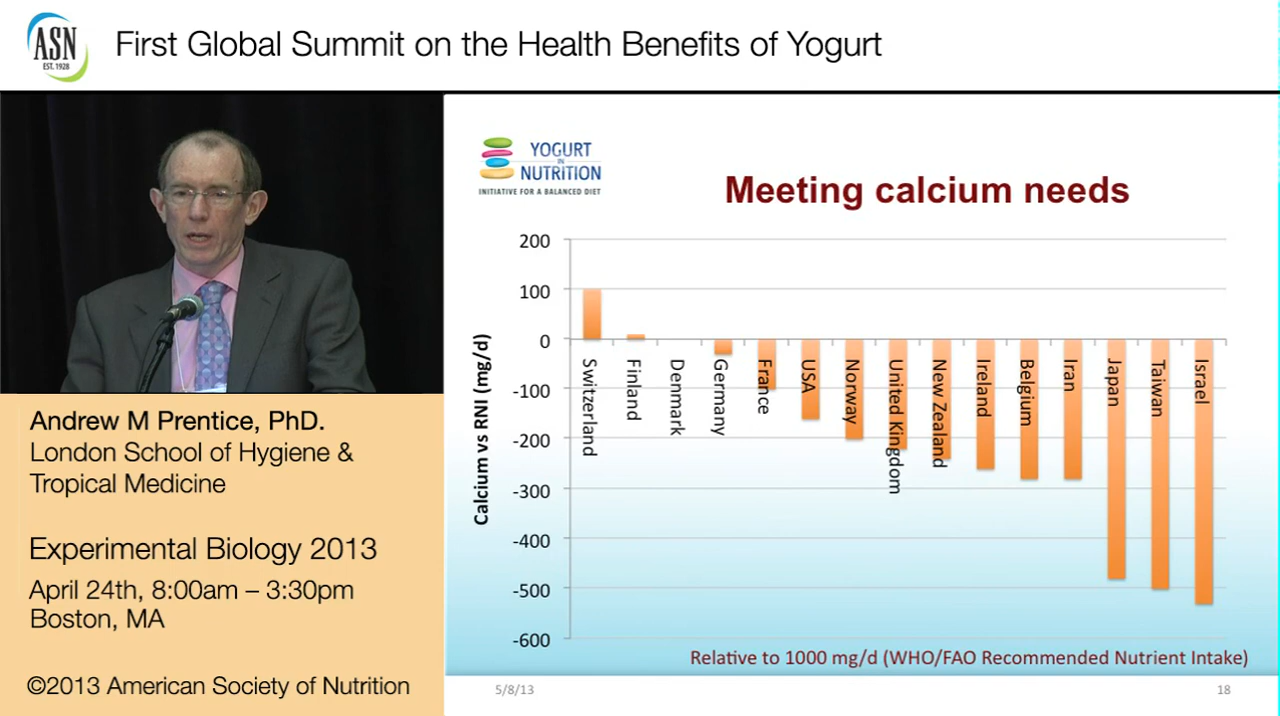 ASN
EST. 1928
First Global Summit on the Health Benefits of Yogurt
Andrew M Prentice, PhD.
London School of Hygiene &
Tropical Medicine
Experimental Biology 2013
April 24th, 8:00am – 3:30pm
Boston, MA
©2013 American Society of Nutrition
YOGURT
IN
NUTRITION
INITIATIVE FOR A BALANCED DIET
Meeting calcium needs
Calcium vs RNI (mg/d)
200
100
0
-100
-200
-300
-400
-500
-600
Switzerland
Finland
Denmark
Germany
France
USA
Norway
United Kingdom
New Zealand
Ireland
Belgium
Iran
Japan
Taiwan
Israel
Relative to 1000 mg/d (WHO/FAO Recommended Nutrient Intake)
5/8/13
18